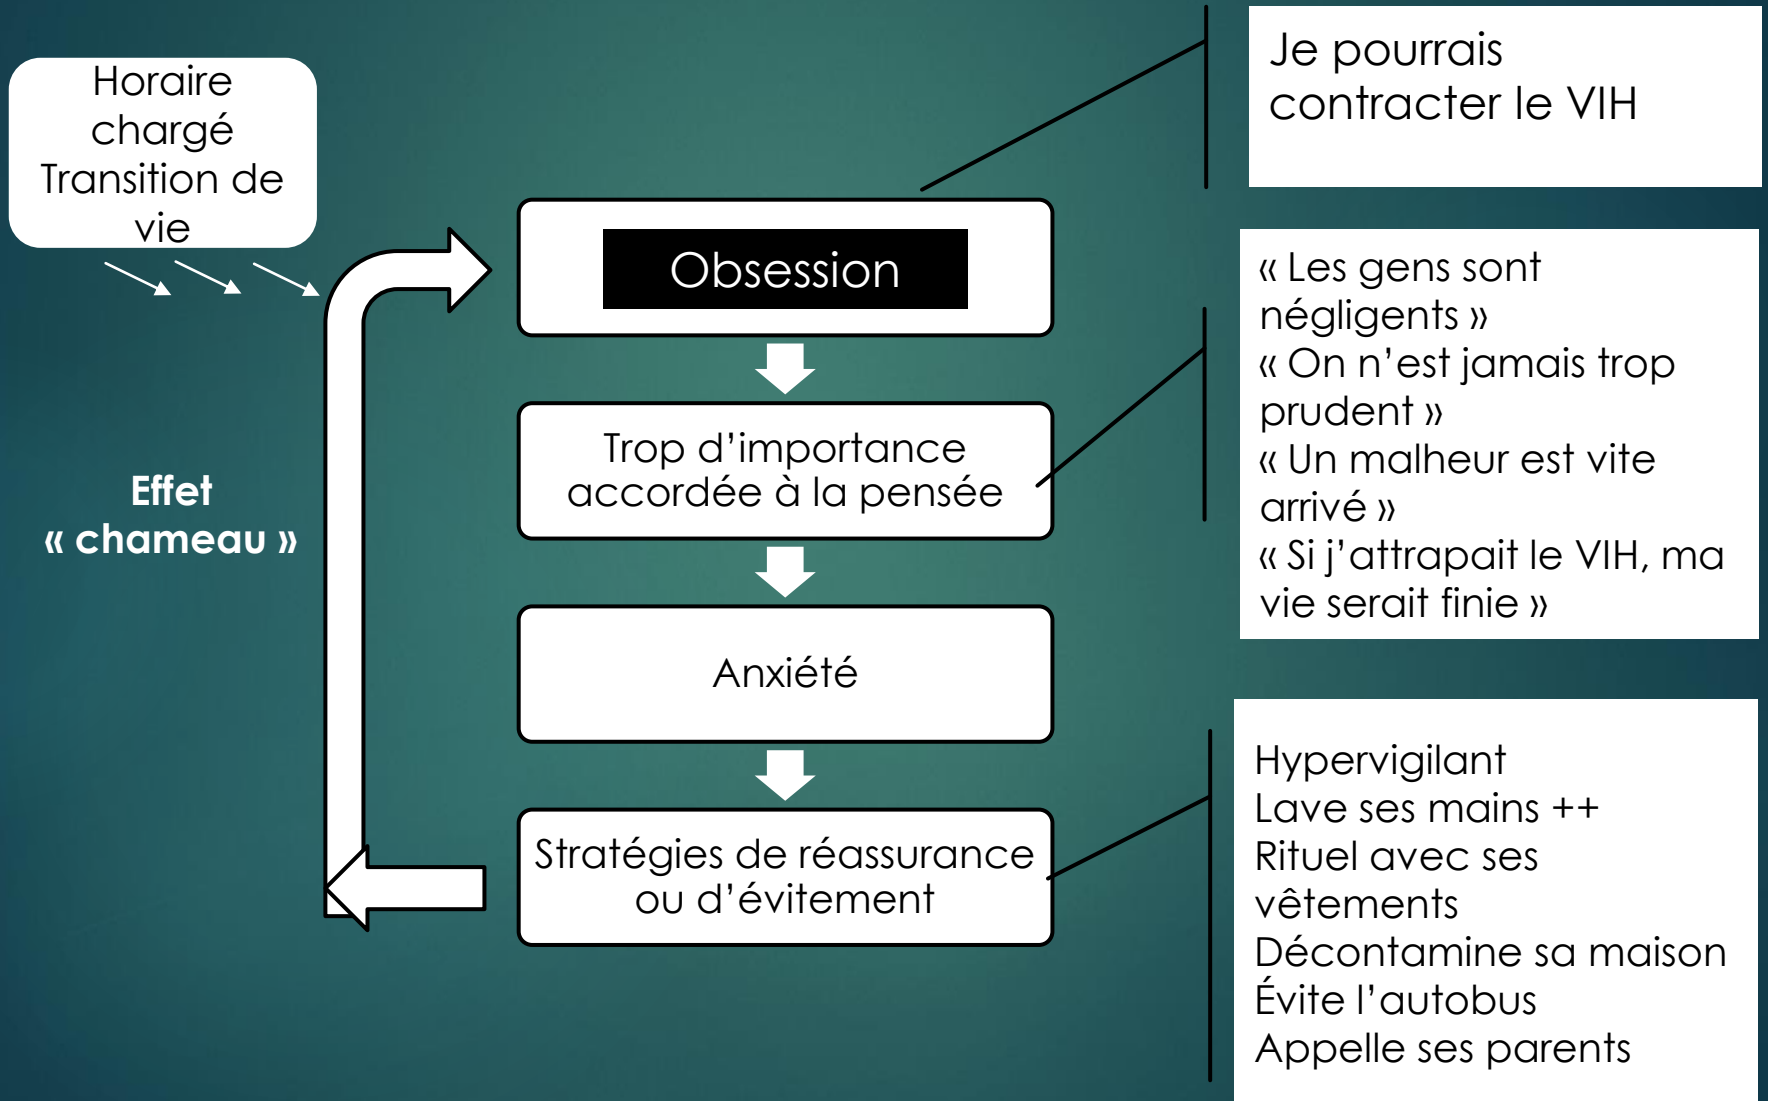 Horaire
chargé
Transition de
vie
Effet
« chameau »
Obsession
Trop d’importance
accordée à la pensée
Anxiété
Stratégies de réassurance
ou d’évitement
Je pourrais
contracter le VIH
« Les gens sont
négligents »
« On n’est jamais trop
prudent »
« Un malheur est vite
arrivé »
« Si j’attrapait le VIH, ma
vie serait finie »
Hypervigilant
Lave ses mains ++
Rituel avec ses
vêtements
Décontamine sa maison
Évite l’autobus
Appelle ses parents